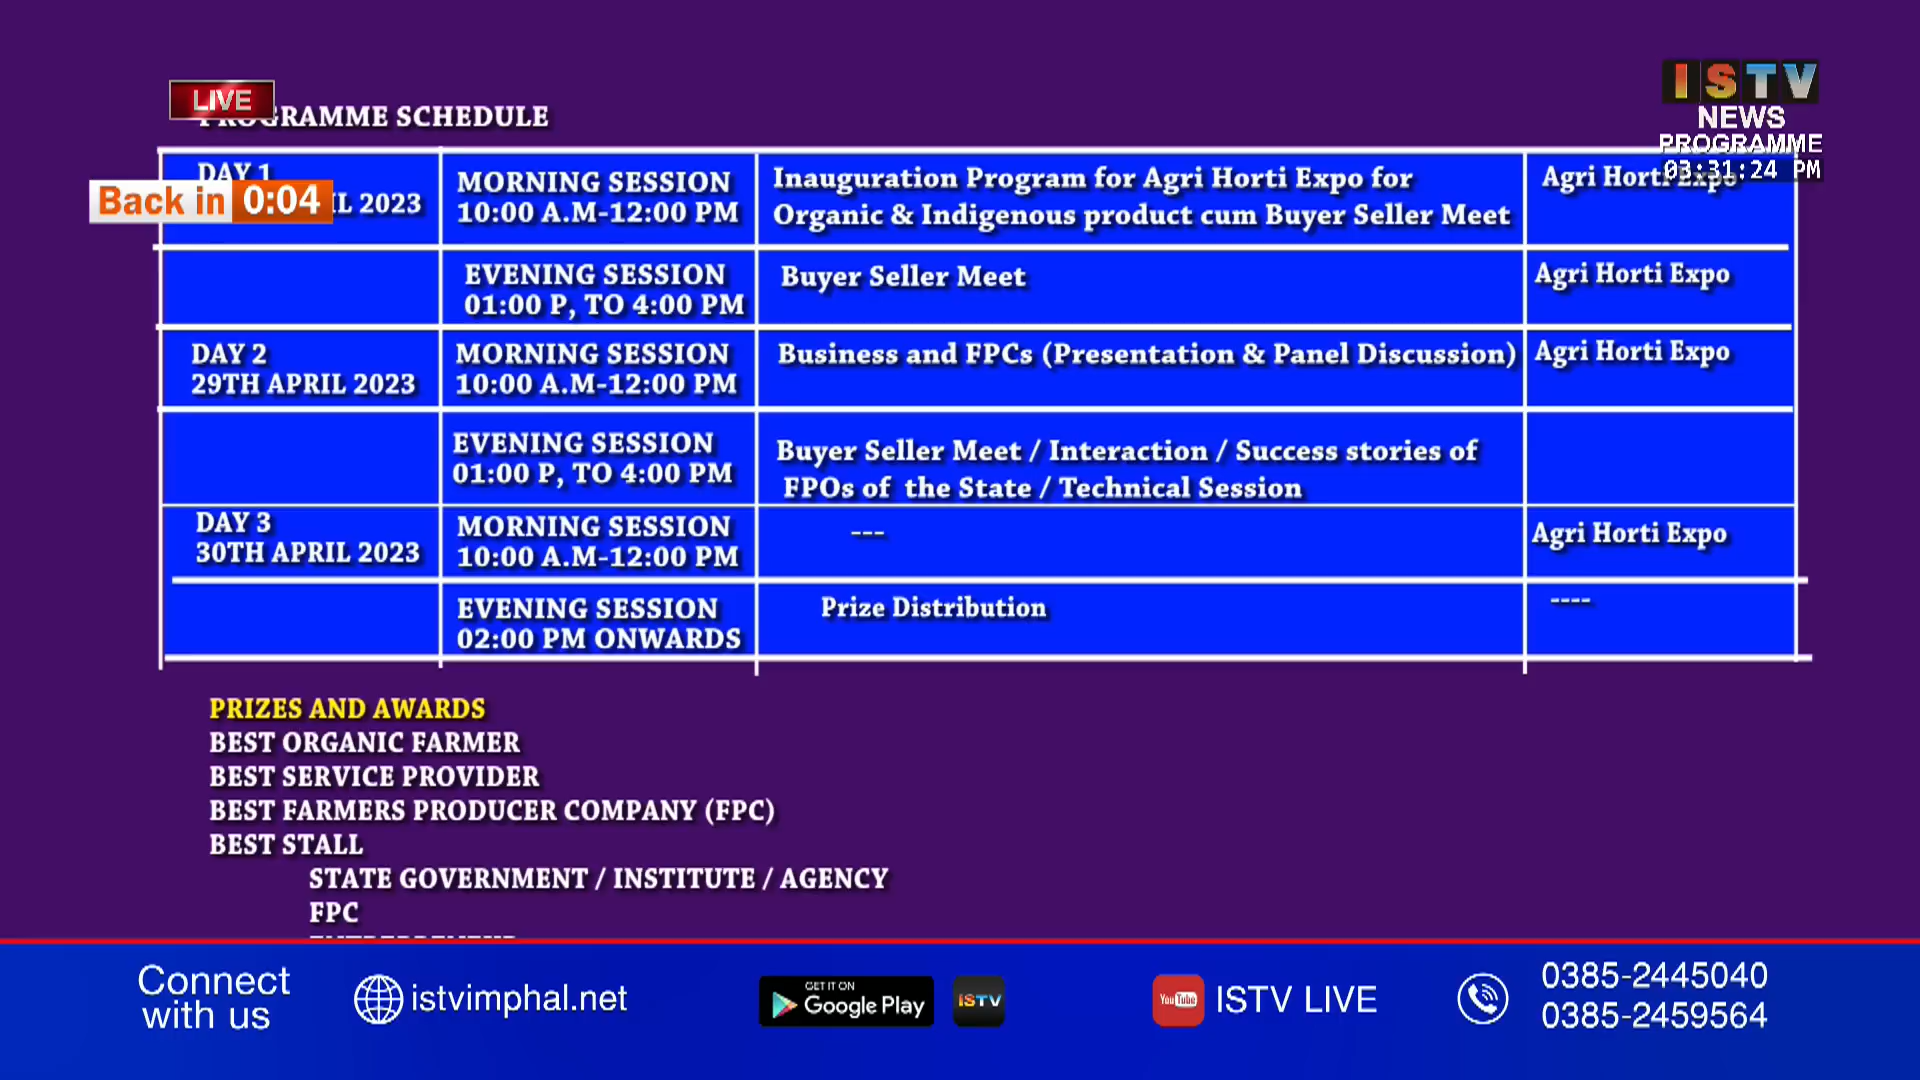 LIVE
PROGRAMME SCHEDULE
ISTV
NEWS
PROGRAMME
03:31:24 PM
Back in 0:04
DAY 1
2023
MORNING SESSION
10:00 A.M-12:00 PM
Inauguration Program for Agri Horti Expo for
Organic & Indigenous product cum Buyer Seller Meet
Agri Horti Expo
EVENING SESSION
01:00 P, TO 4:00 PM
Buyer Seller Meet
Agri Horti Expo
DAY 2
29TH APRIL 2023
MORNING SESSION
10:00 A.M-12:00 PM
Business and FPCs (Presentation & Panel Discussion)
Agri Horti Expo
EVENING SESSION
01:00 P, TO 4:00 PM
Buyer Seller Meet / Interaction / Success stories of
FPOs of the State / Technical Session
DAY 3
30TH APRIL 2023
MORNING SESSION
10:00 A.M-12:00 PM
---
Agri Horti Expo
EVENING SESSION
02:00 PM ONWARDS
Prize Distribution
----
PRIZES AND AWARDS
BEST ORGANIC FARMER
BEST SERVICE PROVIDER
BEST FARMERS PRODUCER COMPANY (FPC)
BEST STALL
STATE GOVERNMENT / INSTITUTE / AGENCY
FPC
Connect
with us
istvimphal.net
GET IT ON
Google Play
ISTV
YouTube
ISTV LIVE
0385-2445040
0385-2459564